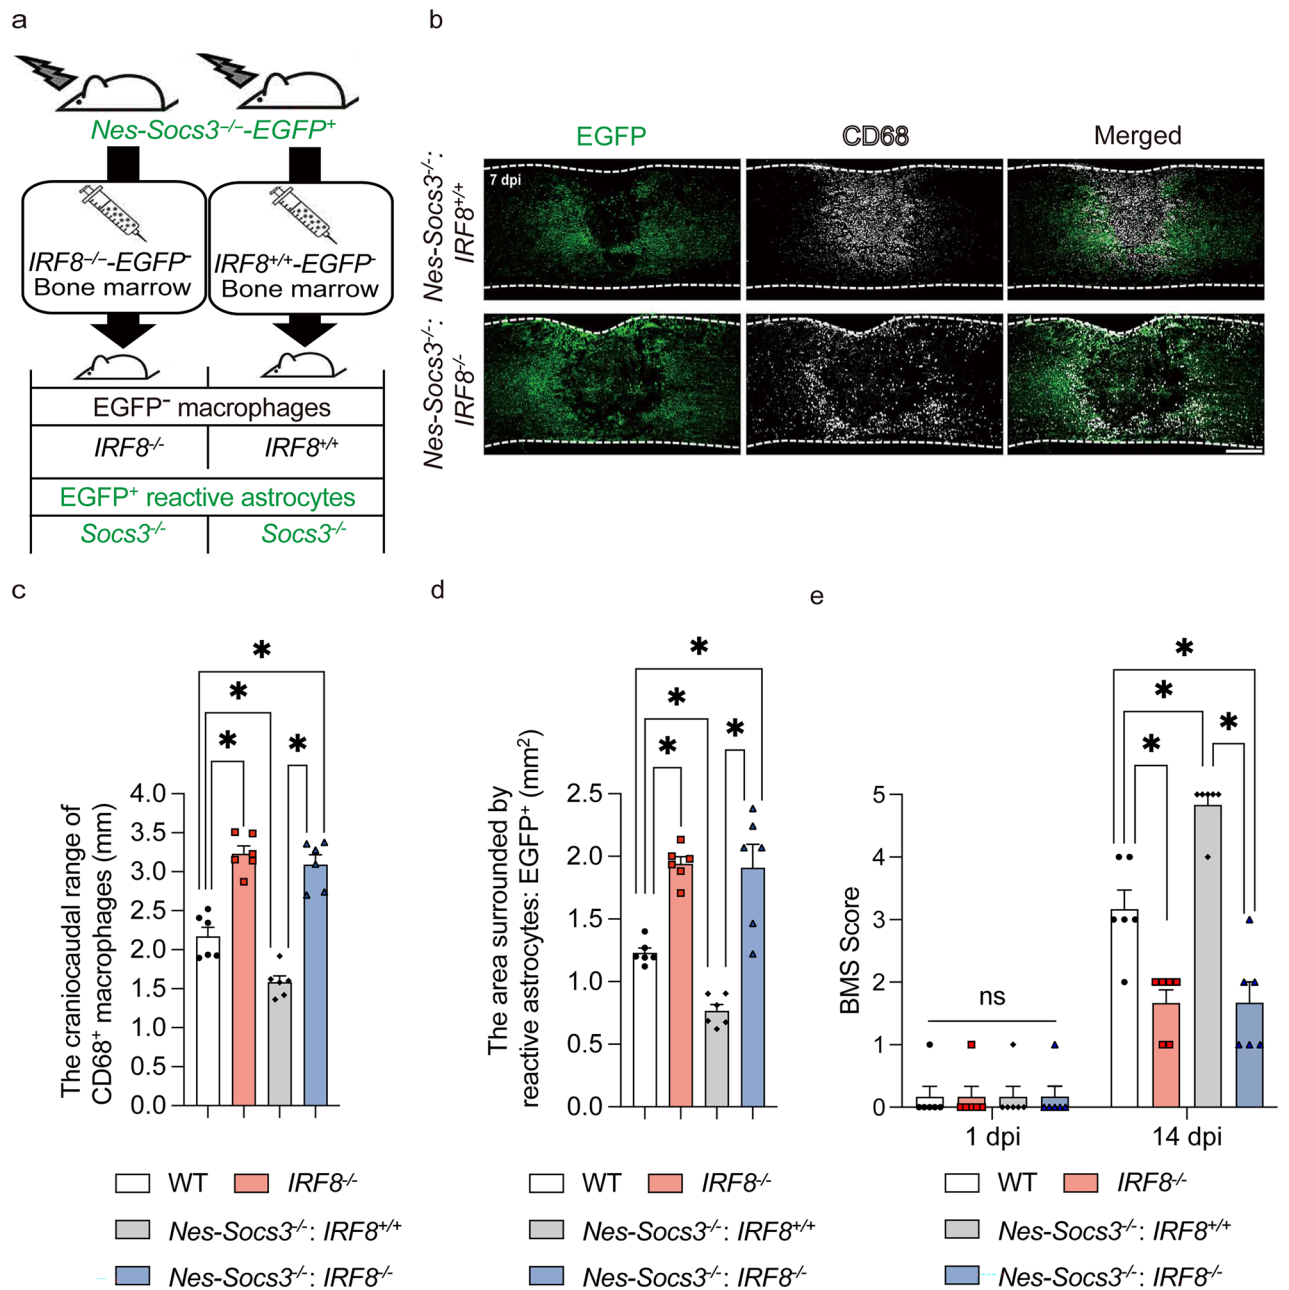 a
Nes-Socs3⁻/⁻-EGFP⁺
IRF8⁻/⁻-EGFP⁻
Bone marrow
IRF8⁺/⁺-EGFP⁻
Bone marrow
EGFP⁻ macrophages
IRF8⁻/⁻ IRF8⁺/⁺
EGFP⁺ reactive astrocytes
Socs3⁻/⁻ Socs3⁻/⁻
b
EGFP CD68 Merged
Nes-Socs3⁻/⁻:
IRF8⁺/⁺
7 dpi
Nes-Socs3⁻/⁻:
IRF8⁻/⁻
c
The craniocaudal range of
CD68⁺ macrophages (mm)
4.0
3.5
3.0
2.5
2.0
1.5
1.0
0.5
0.0
* * * *
WT IRF8⁻/⁻
Nes-Socs3⁻/⁻: IRF8⁺/⁺
Nes-Socs3⁻/⁻: IRF8⁻/⁻
d
The area surrounded by
reactive astrocytes: EGFP⁺ (mm²)
2.5
2.0
1.5
1.0
0.5
0.0
* * * *
WT IRF8⁻/⁻
Nes-Socs3⁻/⁻: IRF8⁺/⁺
Nes-Socs3⁻/⁻: IRF8⁻/⁻
e
BMS Score
5
4
3
2
1
0
ns
* * * *
1 dpi 14 dpi
WT IRF8⁻/⁻
Nes-Socs3⁻/⁻: IRF8⁺/⁺
Nes-Socs3⁻/⁻: IRF8⁻/⁻